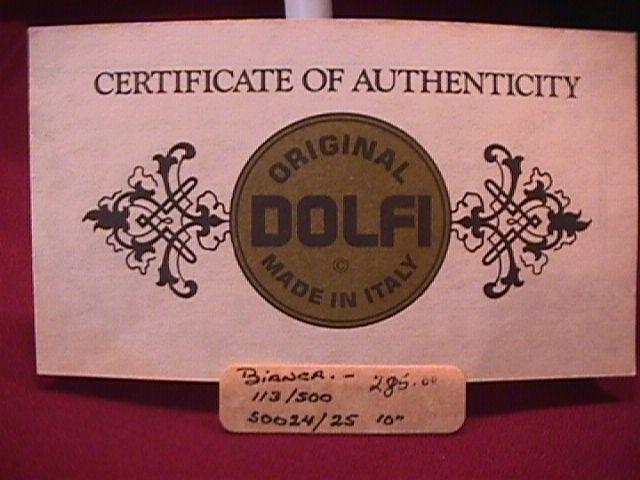 CERTIFICATE OF AUTHENTICITY
ORIGINAL
DOLFI
©
MADE IN ITALY
BIANCA. - 285.00
113/500
50024/25 10"